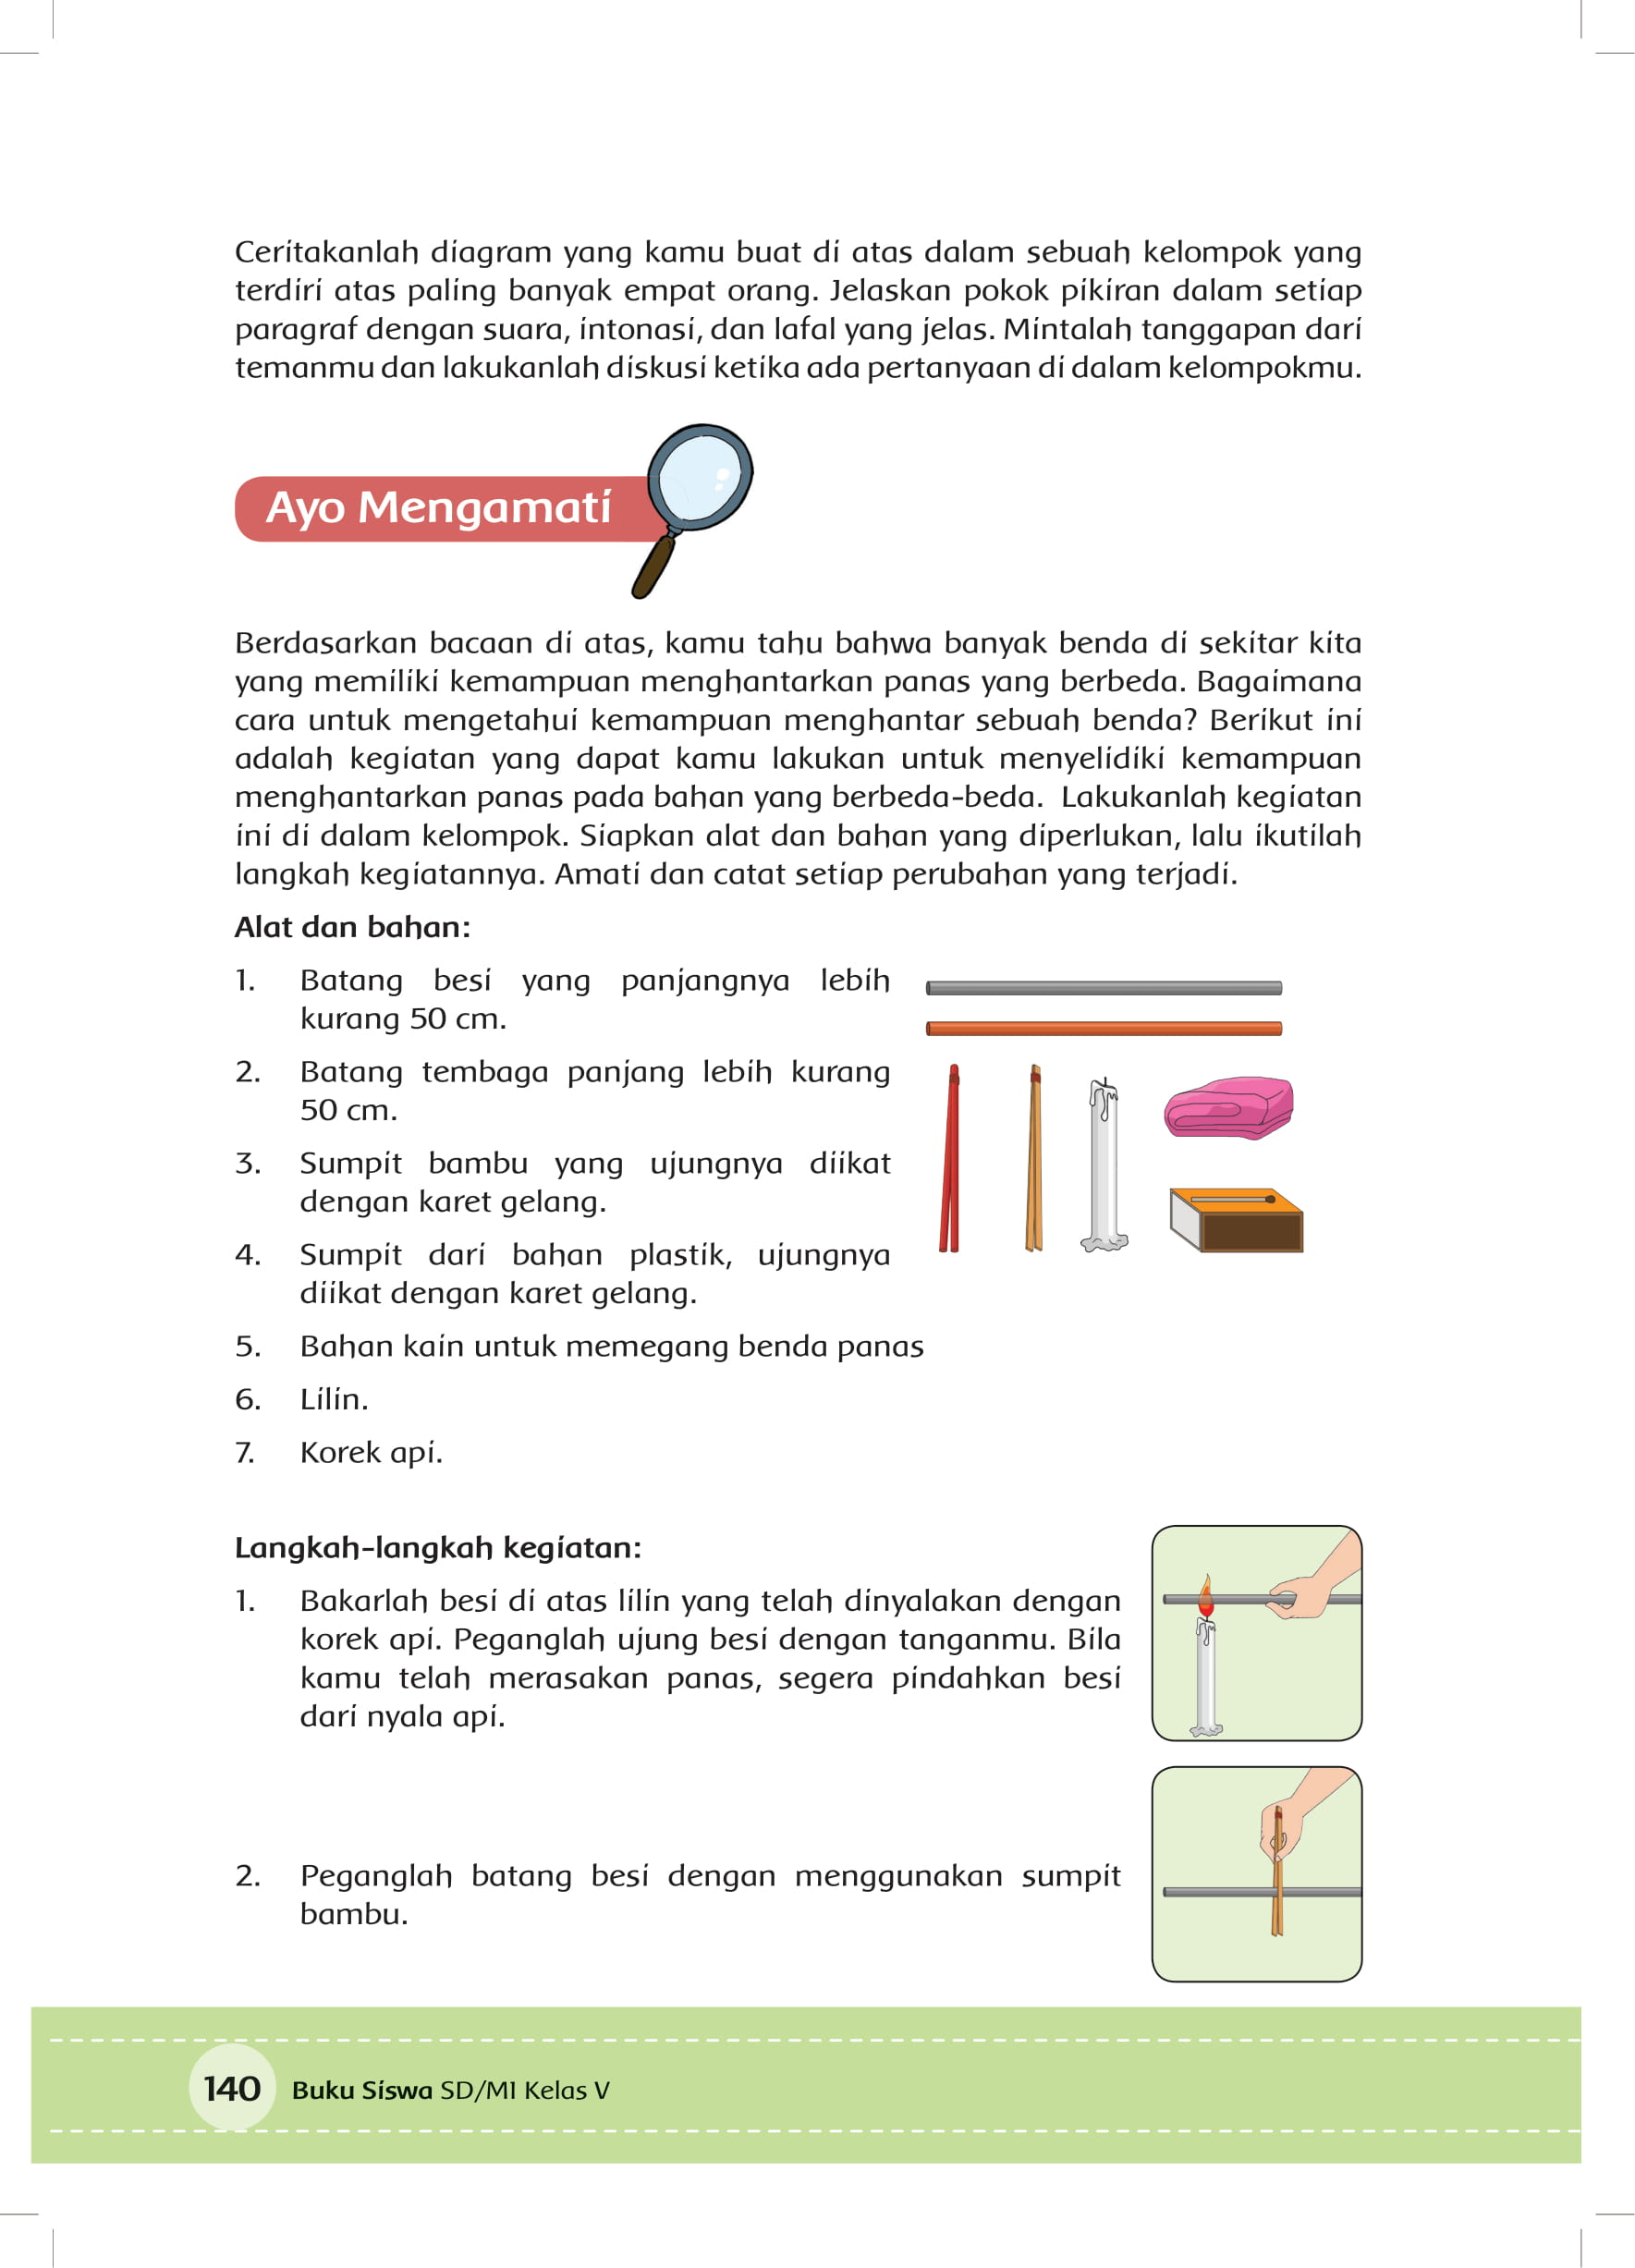 Ceritakanlah diagram yang kamu buat di atas dalam sebuah kelompok yang
terdiri atas paling banyak empat orang. Jelaskan pokok pikiran dalam setiap
paragraf dengan suara, intonasi, dan lafal yang jelas. Mintalah tanggapan dari
temanmu dan lakukanlah diskusi ketika ada pertanyaan di dalam kelompokmu.
Ayo Mengamati
Berdasarkan bacaan di atas, kamu tahu bahwa banyak benda di sekitar kita
yang memiliki kemampuan menghantarkan panas yang berbeda. Bagaimana
cara untuk mengetahui kemampuan menghantar sebuah benda? Berikut ini
adalah kegiatan yang dapat kamu lakukan untuk menyelidiki kemampuan
menghantarkan panas pada bahan yang berbeda-beda. Lakukanlah kegiatan
ini di dalam kelompok. Siapkan alat dan bahan yang diperlukan, lalu ikutilah
langkah kegiatannya. Amati dan catat setiap perubahan yang terjadi.
Alat dan bahan:
1. Batang besi yang panjangnya lebih
kurang 50 cm.
2. Batang tembaga panjang lebih kurang
50 cm.
3. Sumpit bambu yang ujungnya diikat
dengan karet gelang.
4. Sumpit dari bahan plastik, ujungnya
diikat dengan karet gelang.
5. Bahan kain untuk memegang benda panas
6. Lilin.
7. Korek api.
Langkah-langkah kegiatan:
1. Bakarlah besi di atas lilin yang telah dinyalakan dengan
korek api. Peganglah ujung besi dengan tanganmu. Bila
kamu telah merasakan panas, segera pindahkan besi
dari nyala api.
2. Peganglah batang besi dengan menggunakan sumpit
bambu.
140 Buku Siswa SD/MI Kelas V